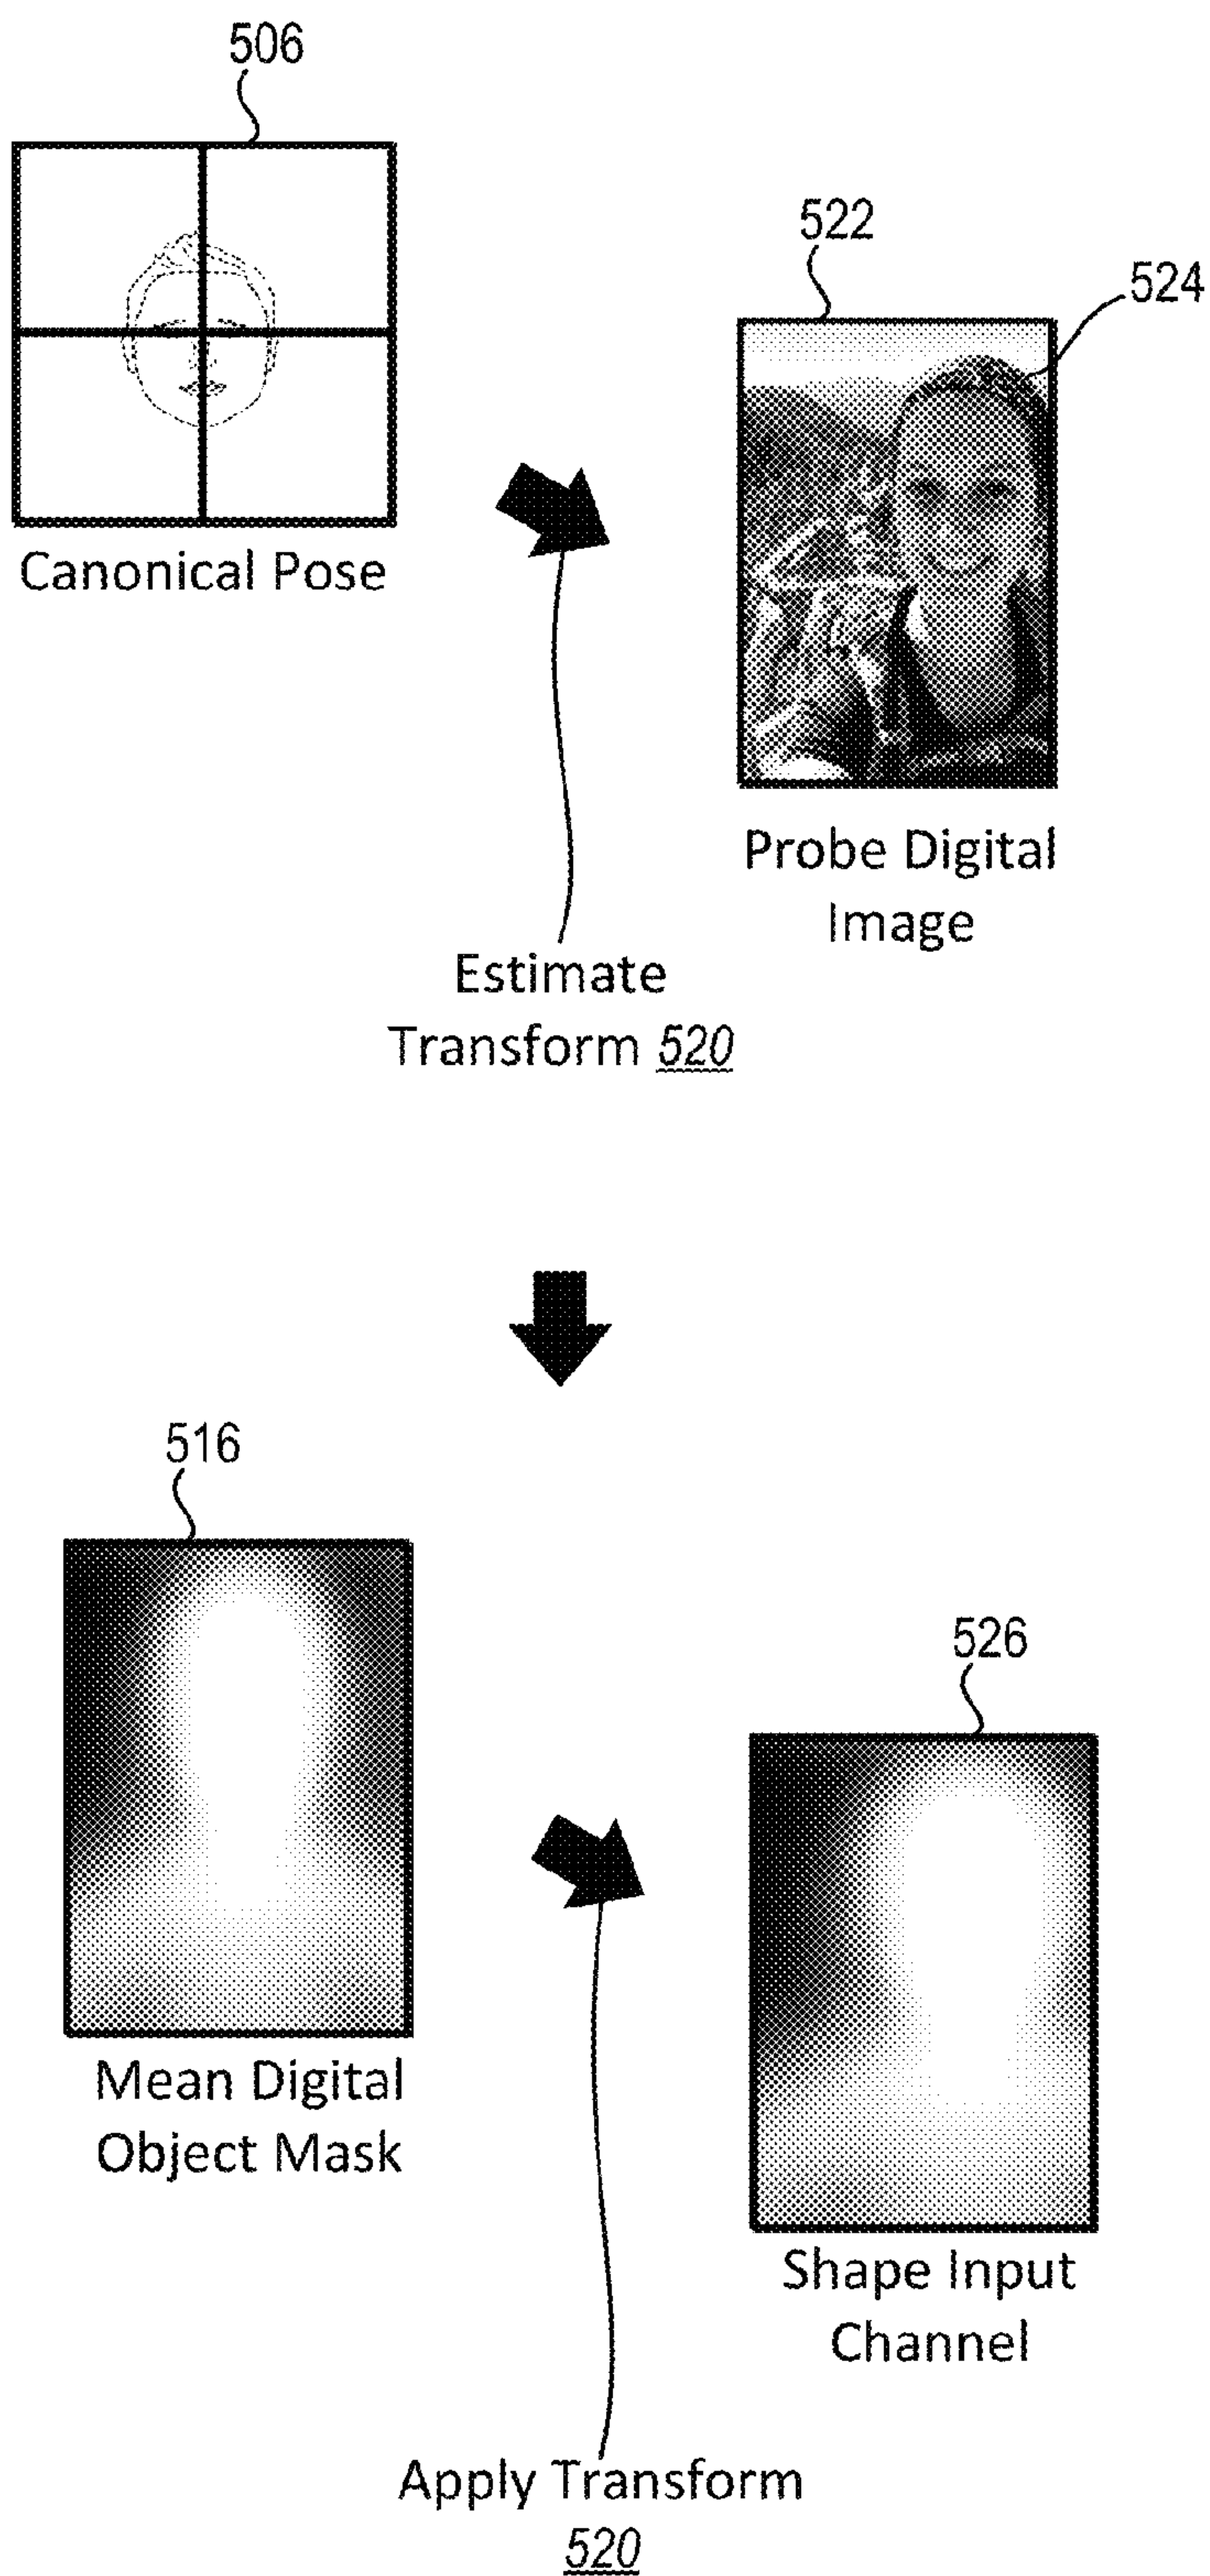 506
Canonical Pose
522
524
Probe Digital
Image
Estimate
Transform 520
516
Mean Digital
Object Mask
526
Shape Input
Channel
Apply Transform
520